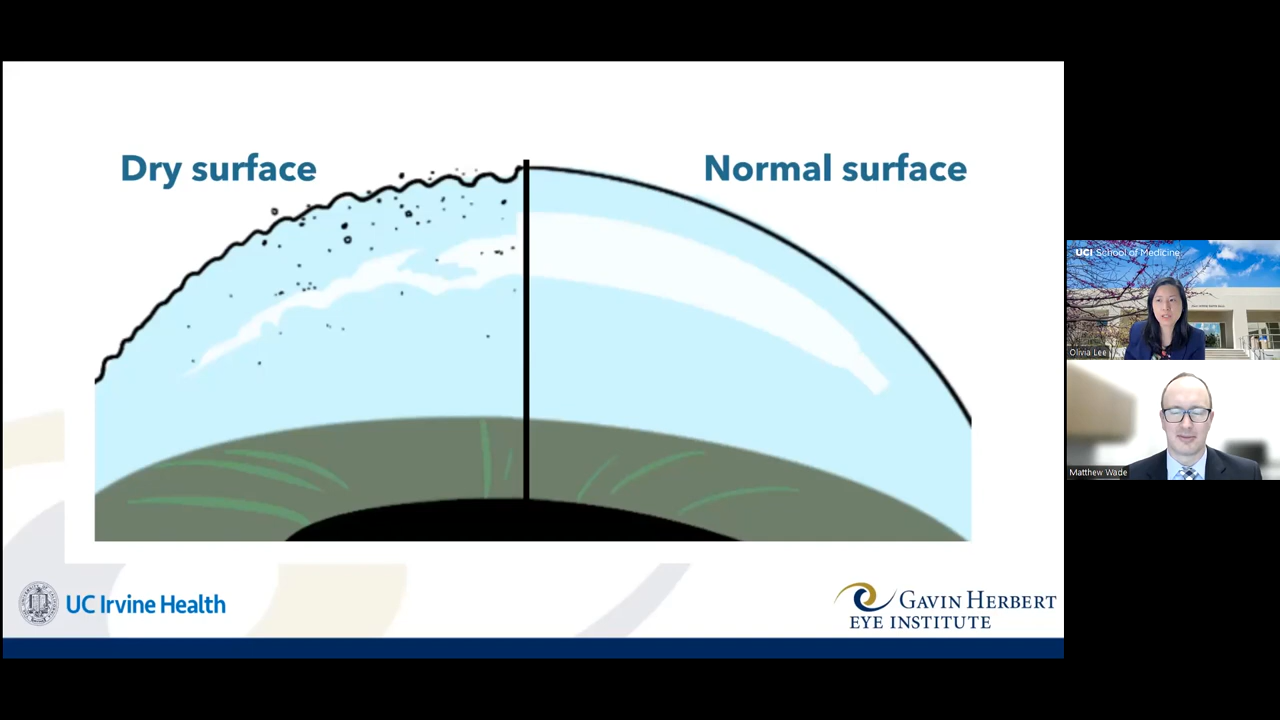 Dry surface
Normal surface
UCI School of Medicine
Olivia Lee
Matthew Wade
UC Irvine Health
GAVIN HERBERT
EYE INSTITUTE